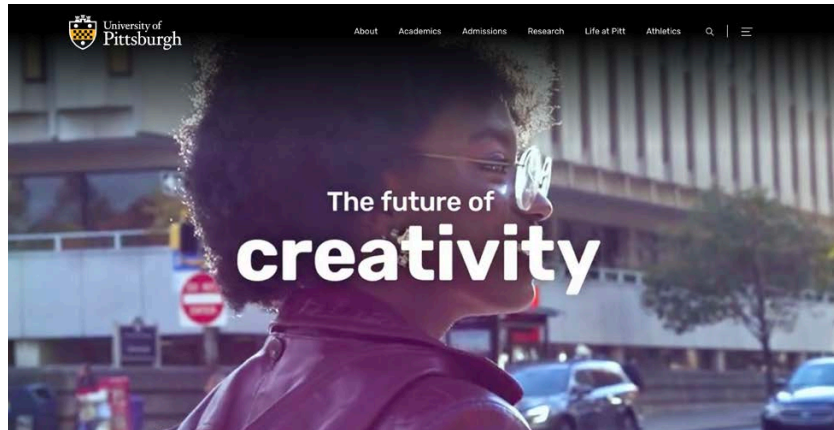 University of
Pittsburgh
About Academics Admissions Research Life at Pitt Athletics
The future of
creativity
DO NOT
ENTER